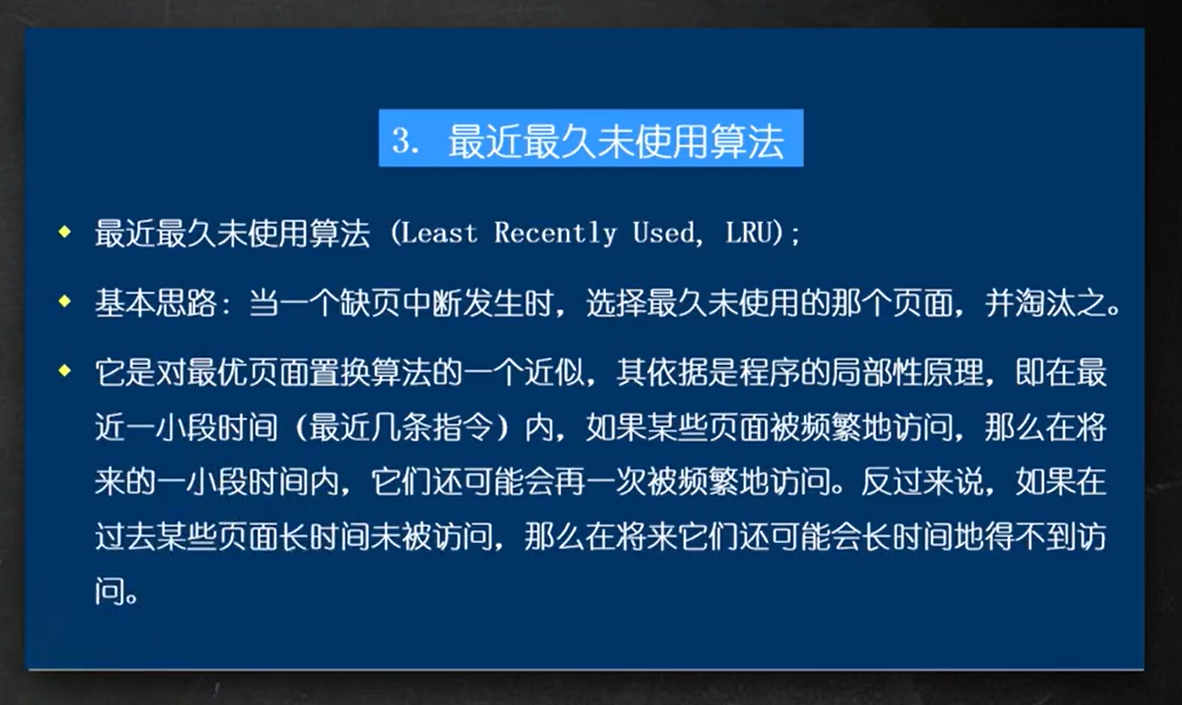 3. 最近最久未使用算法
最近最久未使用算法 (Least Recently Used, LRU);
基本思路: 当一个缺页中断发生时，选择最久未使用的那个页面，并淘汰之。
它是对最优页面置换算法的一个近似，其依据是程序的局部性原理，即在最
近一小段时间（最近几条指令）内，如果某些页面被频繁地访问，那么在将
来的一小段时间内，它们还可能会再一次被频繁地访问。反过来说，如果在
过去某些页面长时间未被访问，那么在将来它们还可能会长时间地得不到访
问。